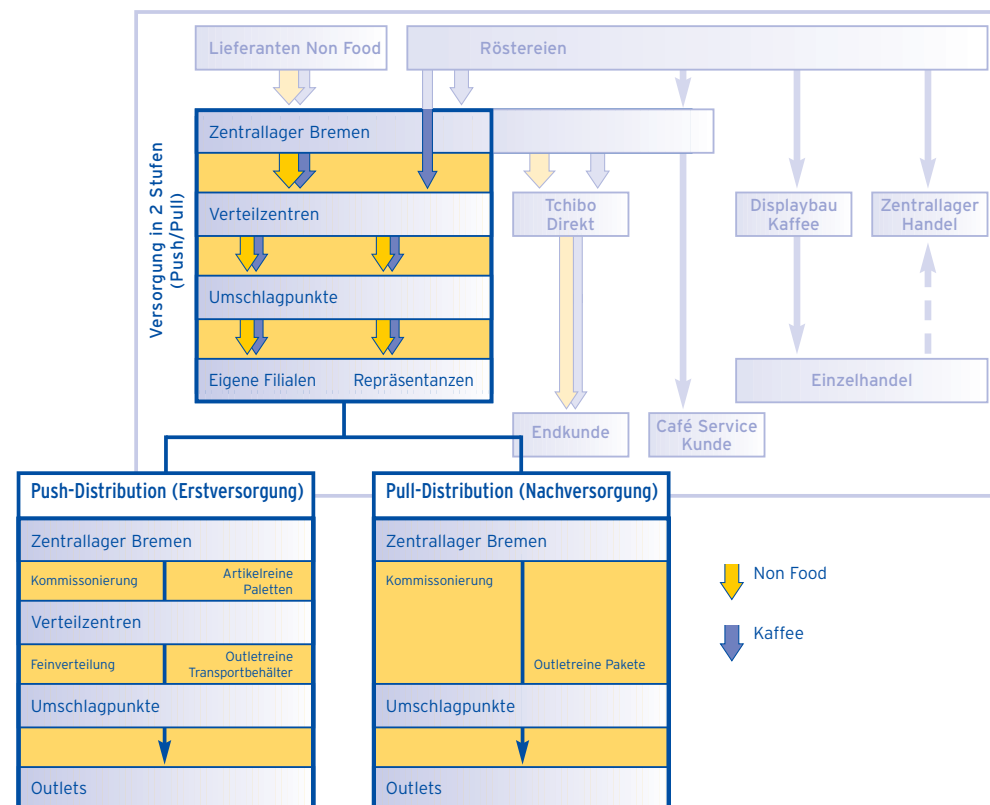 Lieferanten Non Food
Röstereien
Versorgung in 2 Stufen
(Push/Pull)
Zentrallager Bremen
Verteilzentren
Tchibo
Direkt
Displaybau
Kaffee
Zentrallager
Handel
Umschlagpunkte
Eigene Filialen
Repräsentanzen
Einzelhandel
Endkunde
Café Service
Kunde
Push-Distribution (Erstversorgung)
Zentrallager Bremen
Kommissonierung
Artikelreine
Paletten
Verteilzentren
Feinverteilung
Outletreine
Transportbehälter
Umschlagpunkte
Outlets
Pull-Distribution (Nachversorgung)
Zentrallager Bremen
Kommissonierung
Outletreine Pakete
Umschlagpunkte
Outlets
Non Food
Kaffee